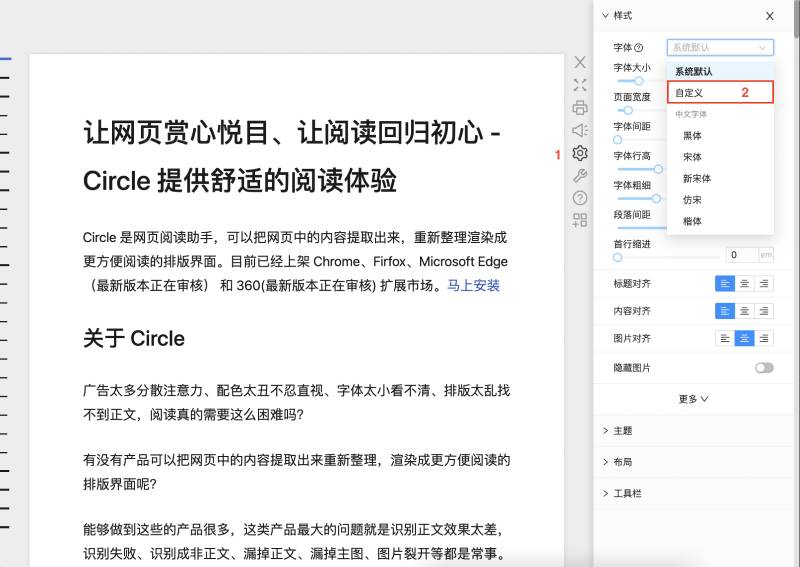 让网页赏心悦目、让阅读回归初心 -
Circle 提供舒适的阅读体验
Circle 是网页阅读助手，可以把网页中的内容提取出来，重新整理渲染成
更方便阅读的排版界面。目前已经上架 Chrome、Firfox、Microsoft Edge
（最新版本正在审核） 和 360(最新版本正在审核) 扩展市场。马上安装
关于 Circle
广告太多分散注意力、配色太丑不忍直视、字体太小看不清、排版太乱找
不到正文，阅读真的需要这么困难吗?
有没有产品可以把网页中的内容提取出来重新整理，渲染成更方便阅读的
排版界面呢?
能够做到这些的产品很多，这类产品最大的问题就是识别正文效果太差，
识别失败、识别成非正文、漏掉正文、漏掉主图、图片裂开等都是常事。
1
样式
字体
系统默认
字体大小
系统默认
自定义
2
页面宽度
中文字体
字体间距
黑体
宋体
字体行高
新宋体
字体粗细
仿宋
段落间距
楷体
首行缩进
0
em
标题对齐
内容对齐
图片对齐
隐藏图片
更多
主题
布局
工具栏